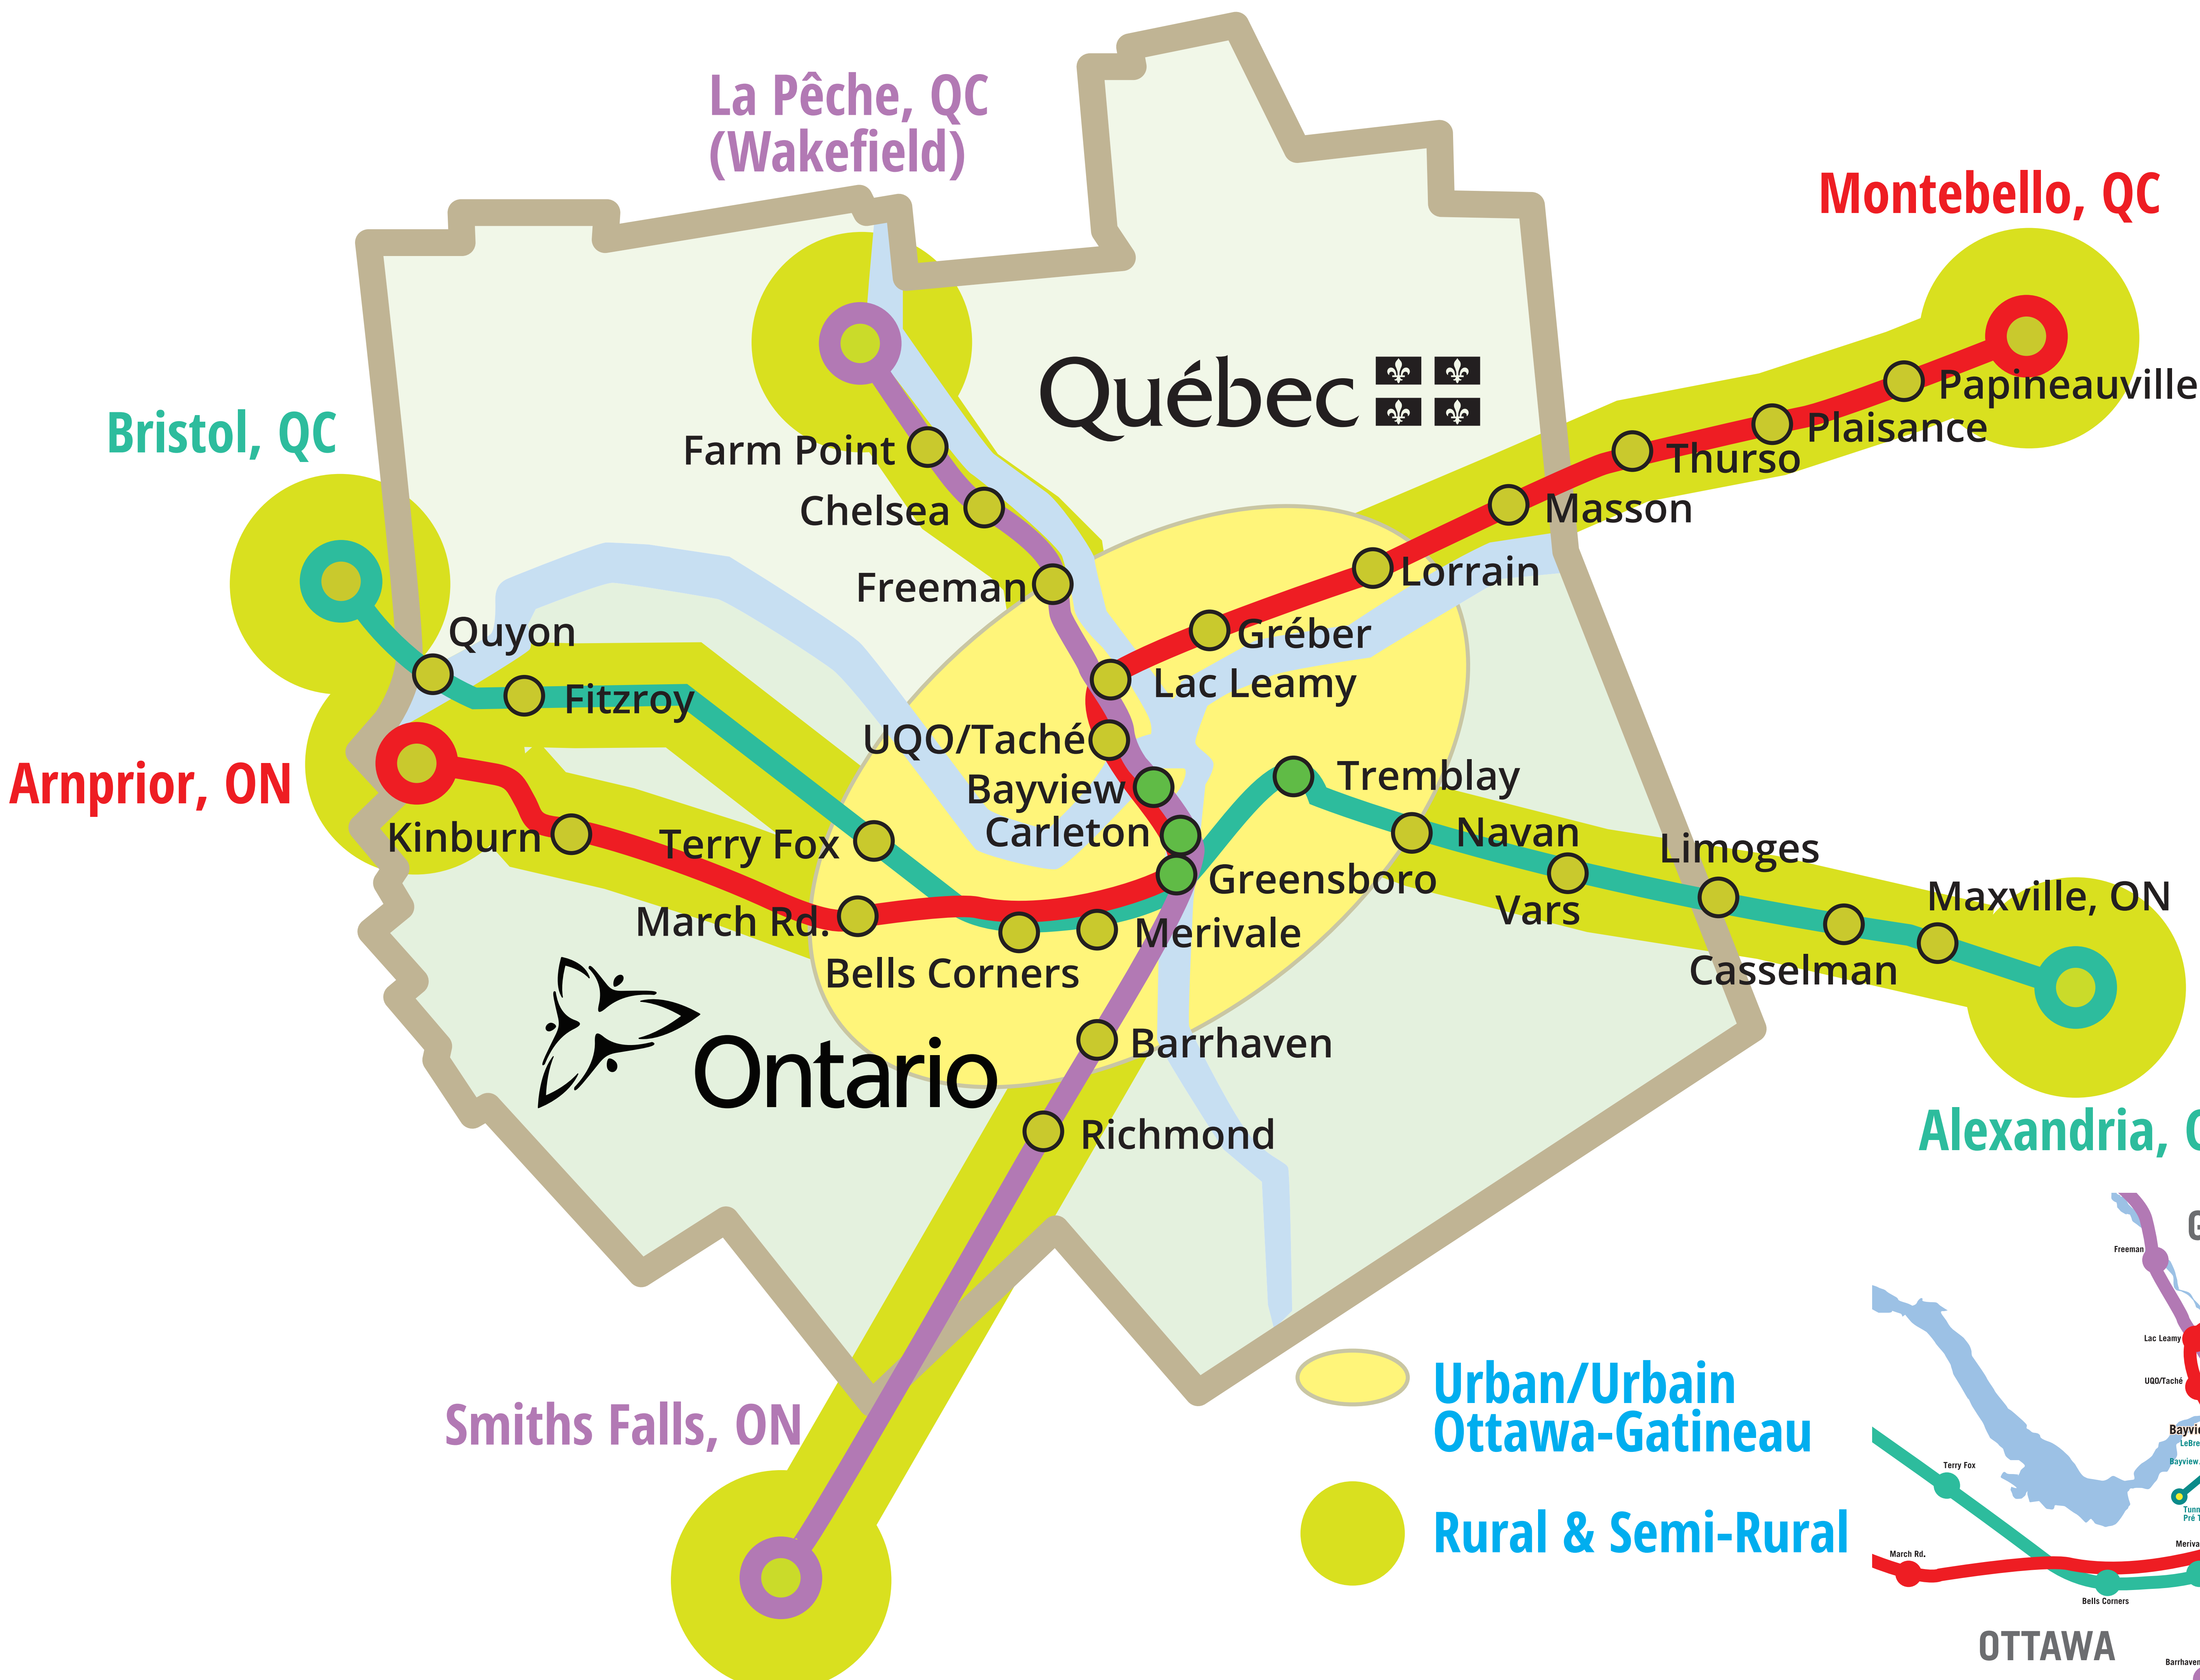 La Pêche, QC
(Wakefield)
Montebello, QC
Québec
Papineauville
Plaisance
Thurso
Bristol, QC
Farm Point
Chelsea
Masson
Freeman
Lorrain
Quyon
Gréber
Fitzroy
Lac Leamy
UQO/Taché
Arnprior, ON
Bayview
Tremblay
Kinburn
Terry Fox
Carleton
Navan
Limoges
Greensboro
Vars
Maxville, ON
March Rd.
Merivale
Bells Corners
Casselman
Ontario
Barrhaven
Richmond
Alexandria,
Smiths Falls, ON
Urban/Urbain
Ottawa-Gatineau
Rural & Semi-Rural
Freeman
Lac Leamy
UQO/Taché
Terry Fox
March Rd.
Bells Corners
OTTAWA
Barrhaven